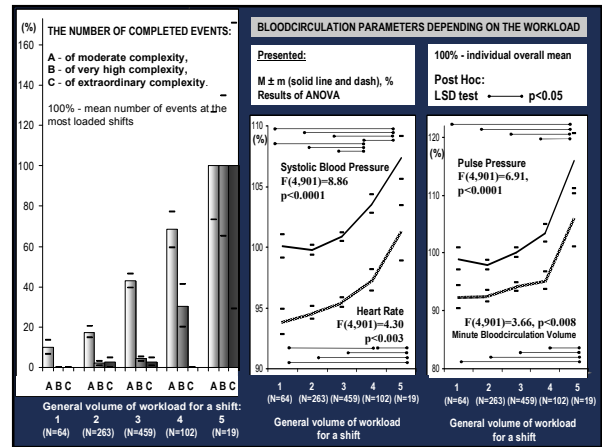 THE NUMBER OF COMPLETED EVENTS:
A - of moderate complexity,
B - of very high complexity,
C - of extraordinary complexity.
100% - mean number of events at the
most loaded shifts
(%)
160
140
120
100
80
60
40
20
0
A B C A B C A B C A B C A B C
General volume of workload for a shift:
1 2 3 4 5
(N=64) (N=263) (N=459) (N=102) (N=19)
BLOODCIRCULATION PARAMETERS DEPENDING ON THE WORKLOAD
Presented:
M ± m (solid line and dash), %
Results of ANOVA
100% - individual overall mean
Post Hoc:
LSD test p<0.05
110
(%)
105
100
95
90
Systolic Blood Pressure
F(4,901)=8.86
p<0.0001
Heart Rate
F(4,901)=4.30
p<0.003
1 2 3 4 5
(N=64) (N=263) (N=459) (N=102) (N=19)
General volume of workload
for a shift
120
(%)
110
100
90
80
Pulse Pressure
F(4,901)=6.91,
p<0.0001
F(4,901)=3.66, p<0.008
Minute Bloodcirculation Volume
1 2 3 4 5
(N=64) (N=263) (N=459) (N=102) (N=19)
General volume of workload
for a shift